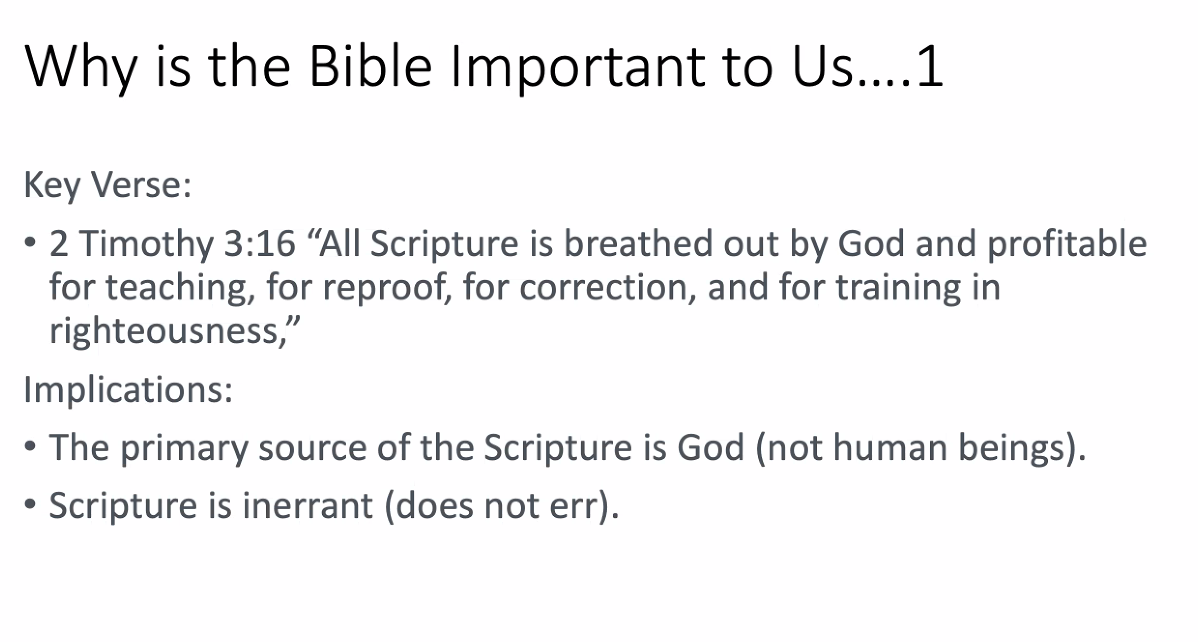 Why is the Bible Important to Us....1
Key Verse:
• 2 Timothy 3:16 “All Scripture is breathed out by God and profitable
for teaching, for reproof, for correction, and for training in
righteousness,”
Implications:
• The primary source of the Scripture is God (not human beings).
• Scripture is inerrant (does not err).